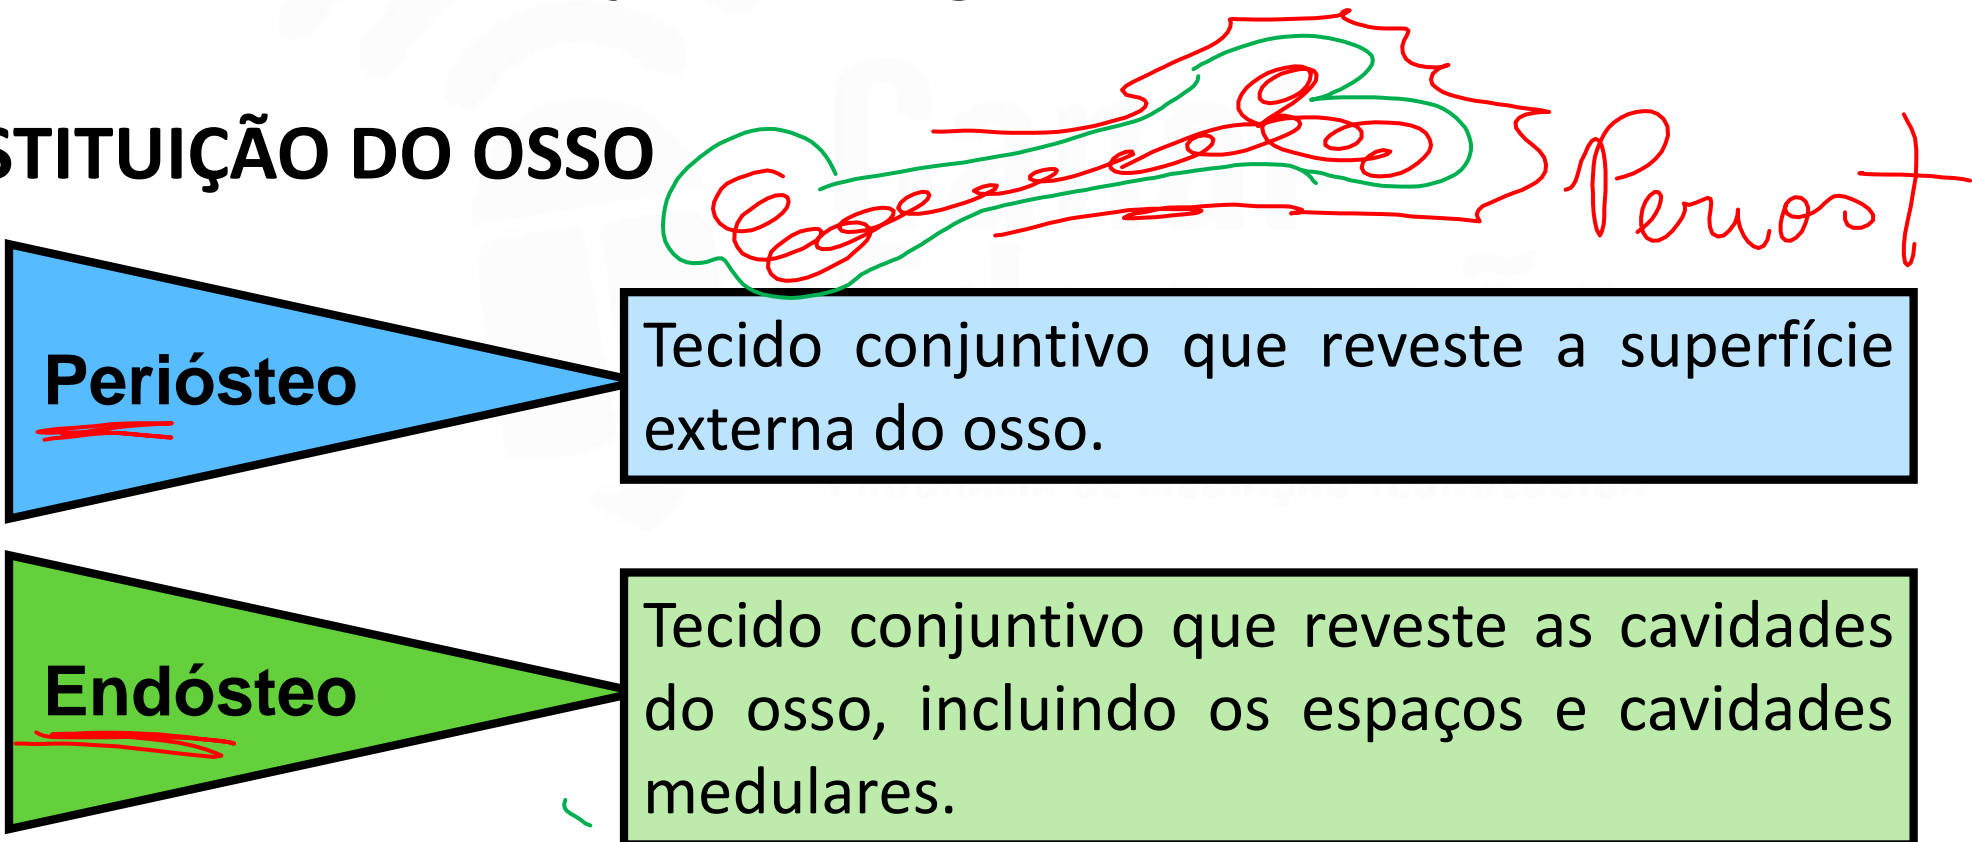 STITUIÇÃO DO OSSO
Periost
Periósteo
Tecido conjuntivo que reveste a superfície
externa do osso.
Endósteo
Tecido conjuntivo que reveste as cavidades
do osso, incluindo os espaços e cavidades
medulares.